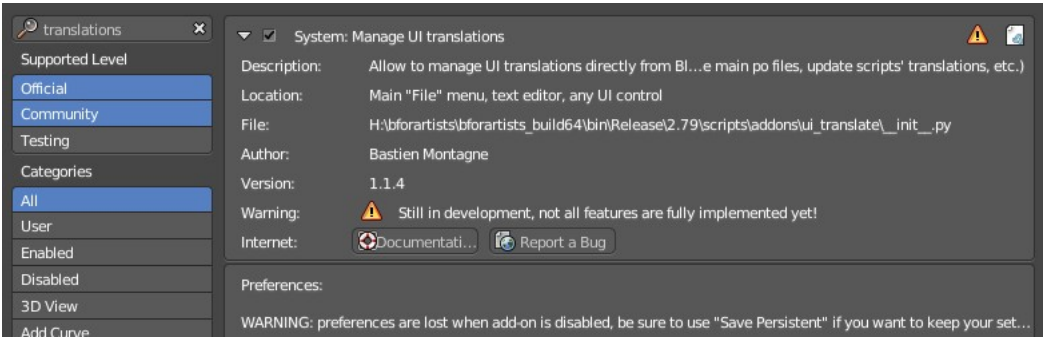 translations
Supported Level
Official
Community
Testing
Categories
All
User
Enabled
Disabled
3D View
Add Curve
System: Manage UI translations
Description: Allow to manage UI translations directly from Bl...e main po files, update scripts' translations, etc.)
Location: Main "File" menu, text editor, any UI control
File: H:\bforartists\bforartists_build64\bin\Release\2.79\scripts\addons\ui_translate\__init__.py
Author: Bastien Montagne
Version: 1.1.4
Warning: Still in development, not all features are fully implemented yet!
Internet: Documentati... Report a Bug
Preferences:
WARNING: preferences are lost when add-on is disabled, be sure to use "Save Persistent" if you want to keep your set...